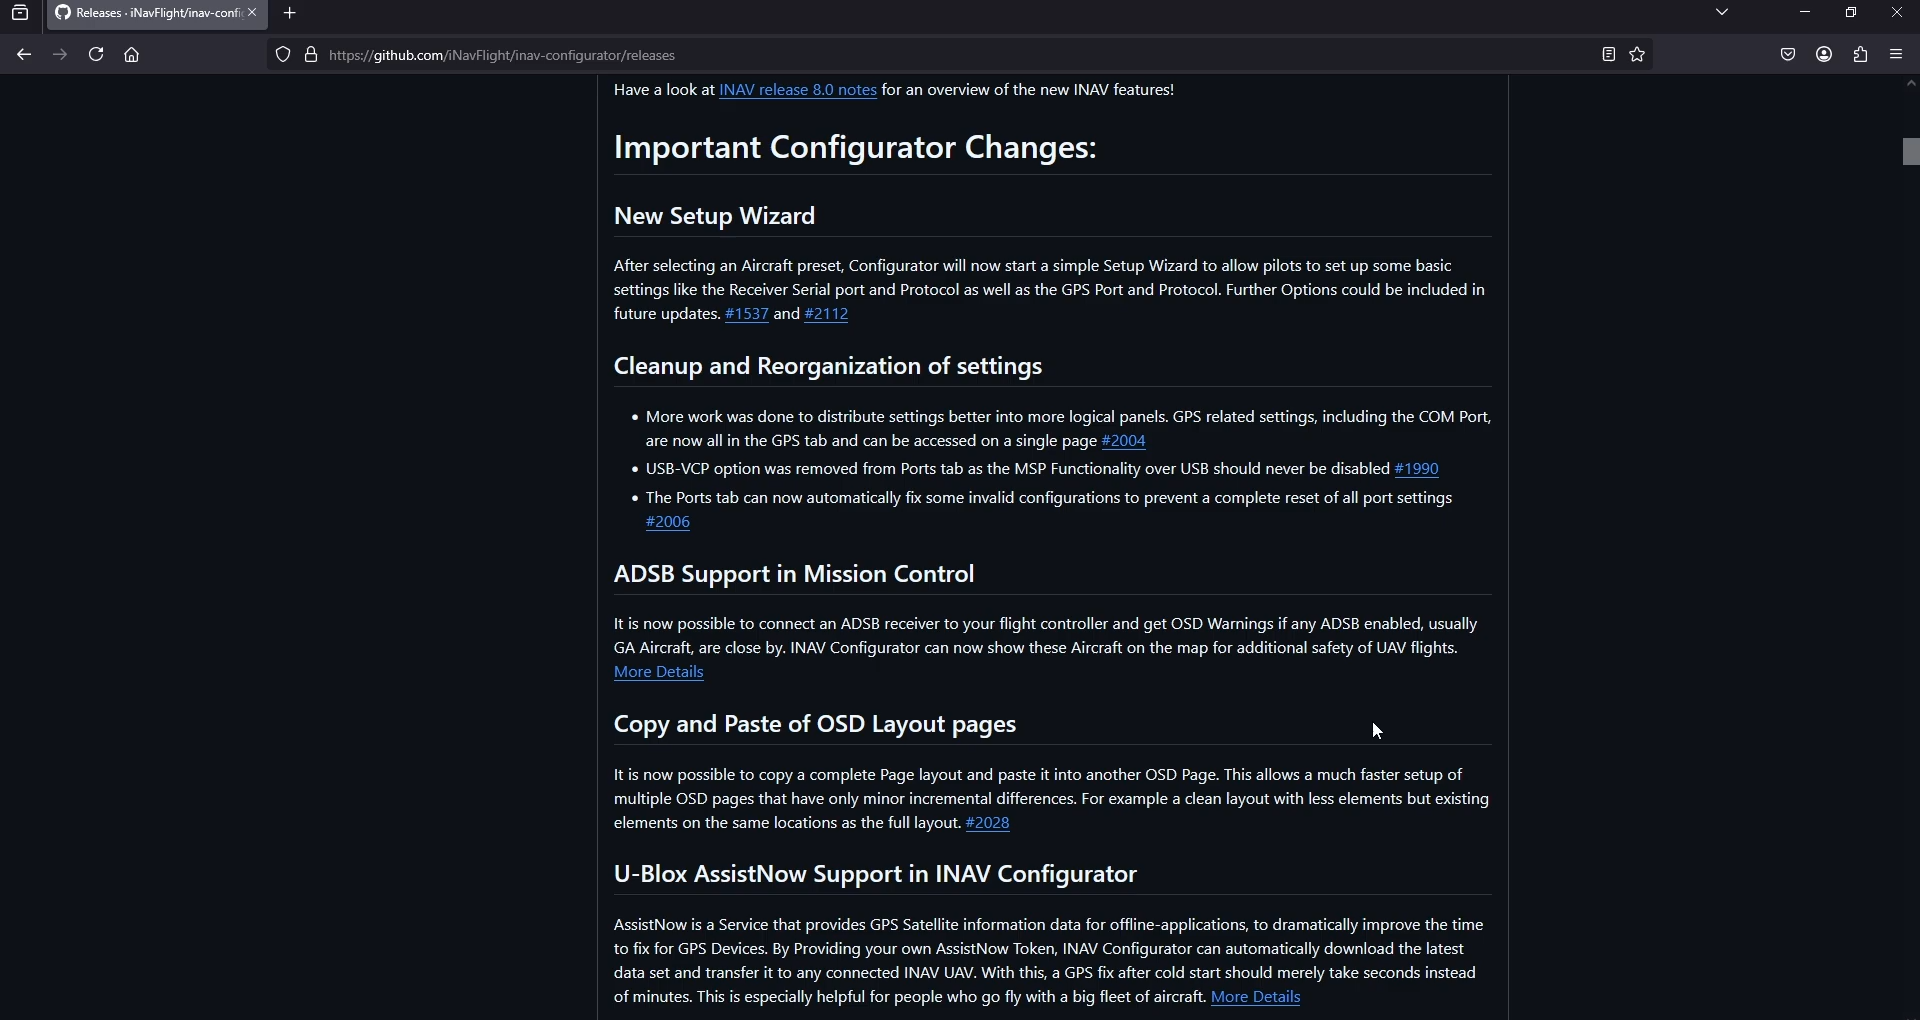 Releases · iNavFlight/inav-confi
https://github.com/iNavFlight/inav-configurator/releases
Have a look at INAV release 8.0 notes for an overview of the new INAV features!
Important Configurator Changes:
New Setup Wizard
After selecting an Aircraft preset, Configurator will now start a simple Setup Wizard to allow pilots to set up some basic
settings like the Receiver Serial port and Protocol as well as the GPS Port and Protocol. Further Options could be included in
future updates. #1537 and #2112
Cleanup and Reorganization of settings
• More work was done to distribute settings better into more logical panels. GPS related settings, including the COM Port,
are now all in the GPS tab and can be accessed on a single page #2004
• USB-VCP option was removed from Ports tab as the MSP Functionality over USB should never be disabled #1990
• The Ports tab can now automatically fix some invalid configurations to prevent a complete reset of all port settings
#2006
ADSB Support in Mission Control
It is now possible to connect an ADSB receiver to your flight controller and get OSD Warnings if any ADSB enabled, usually
GA Aircraft, are close by. INAV Configurator can now show these Aircraft on the map for additional safety of UAV flights.
More Details
Copy and Paste of OSD Layout pages
It is now possible to copy a complete Page layout and paste it into another OSD Page. This allows a much faster setup of
multiple OSD pages that have only minor incremental differences. For example a clean layout with less elements but existing
elements on the same locations as the full layout. #2028
U-Blox AssistNow Support in INAV Configurator
AssistNow is a Service that provides GPS Satellite information data for offline-applications, to dramatically improve the time
to fix for GPS Devices. By Providing your own AssistNow Token, INAV Configurator can automatically download the latest
data set and transfer it to any connected INAV UAV. With this, a GPS fix after cold start should merely take seconds instead
of minutes. This is especially helpful for people who go fly with a big fleet of aircraft. More Details